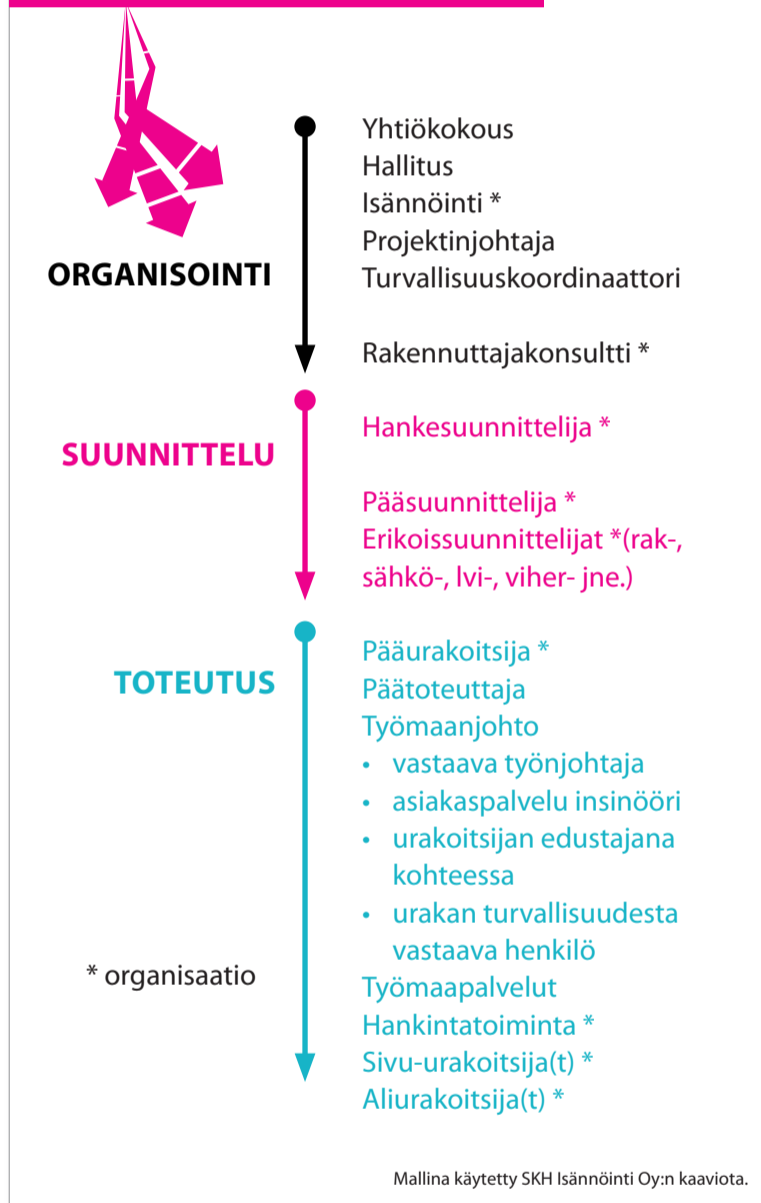 ORGANISOINTI
Yhtiökokous
Hallitus
Isännöinti *
Projektinjohtaja
Turvallisuuskoordinaattori
Rakennuttajakonsultti *
SUUNNITTELU
Hankesuunnittelija *
Pääsuunnittelija *
Erikoissuunnittelijat *(rak-,
sähkö-, lvi-, viher- jne.)
TOTEUTUS
Pääurakoitsija *
Päätoteuttaja
Työmaanjohto
• vastaava työnjohtaja
• asiakaspalvelu insinööri
• urakoitsijan edustajana
kohteessa
• urakan turvallisuudesta
vastaava henkilö
Työmaapalvelut
Hankintatoiminta *
Sivu-urakoitsija(t) *
Aliurakoitsija(t) *
* organisaatio
Mallina käytetty SKH Isännöinti Oy:n kaaviota.